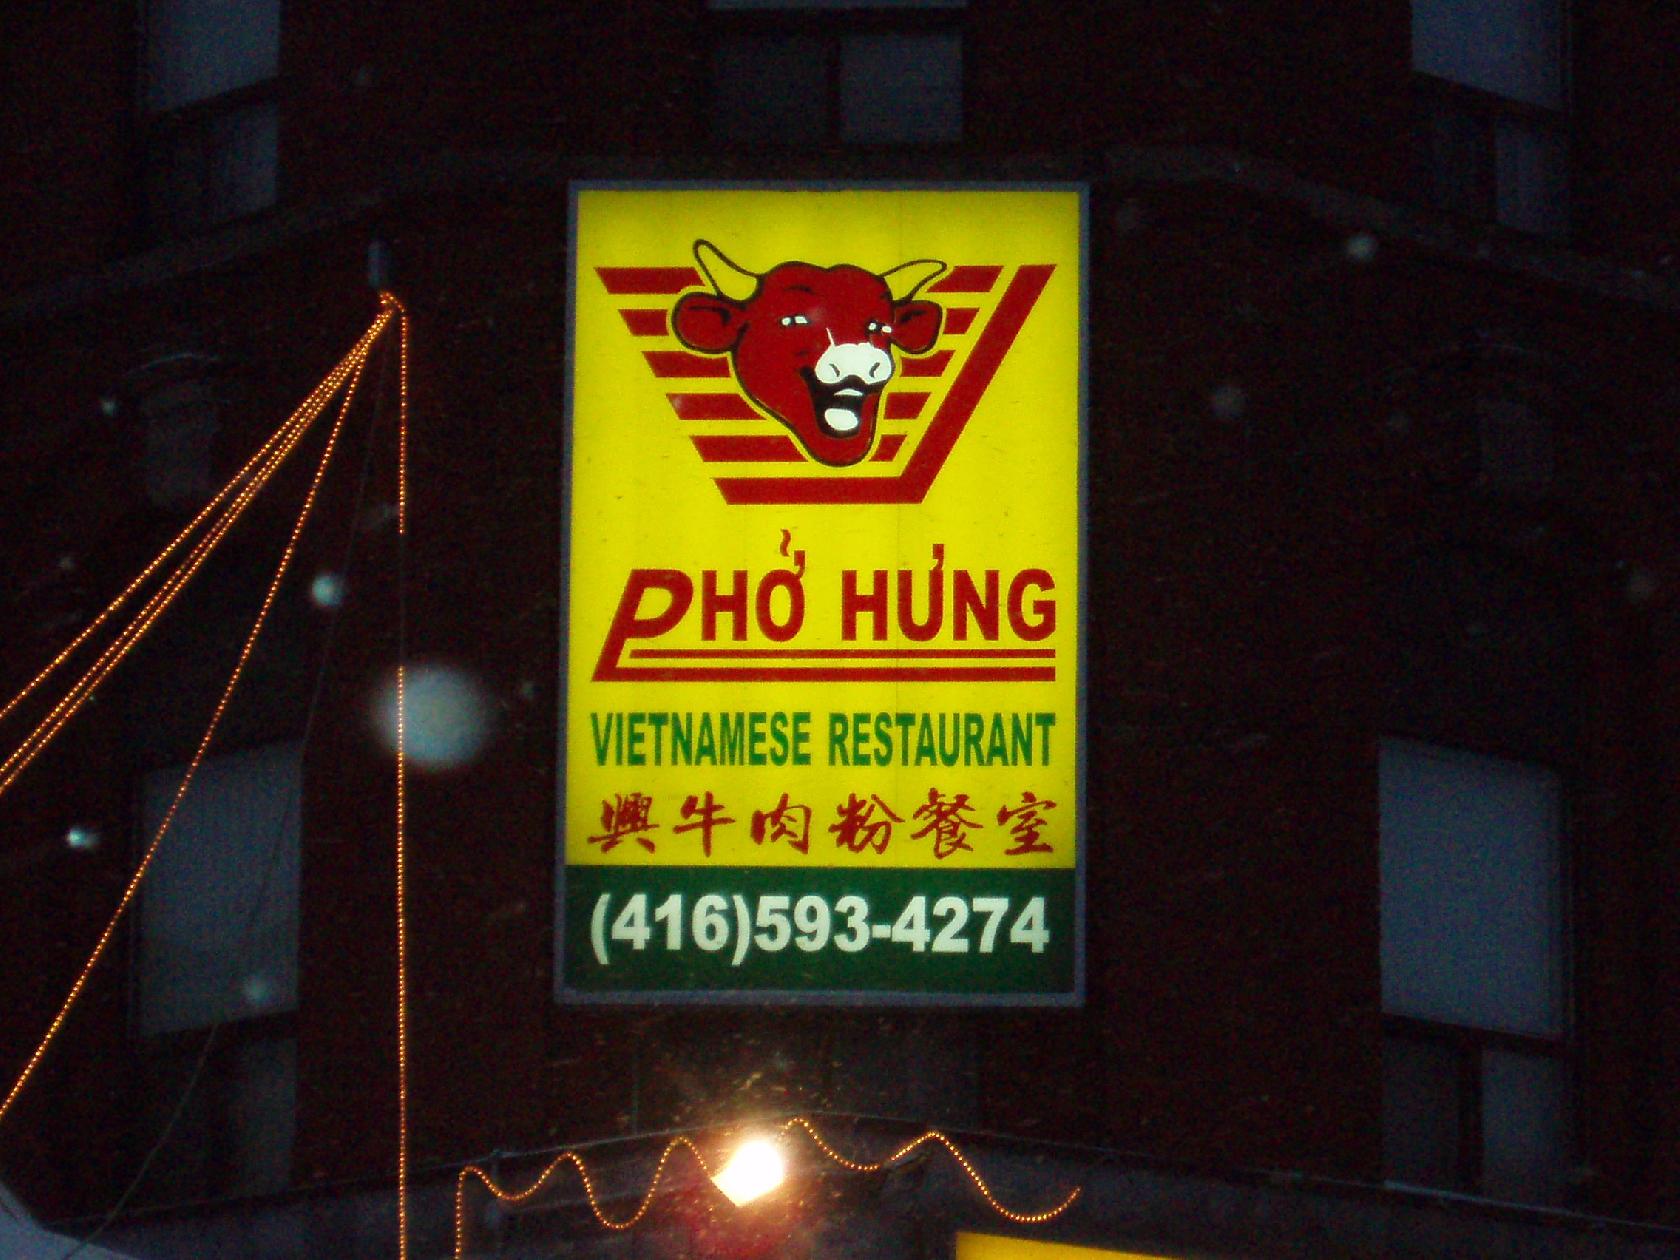 PHỞ HƯNG
VIETNAMESE RESTAURANT
興牛肉粉餐室
(416)593-4274